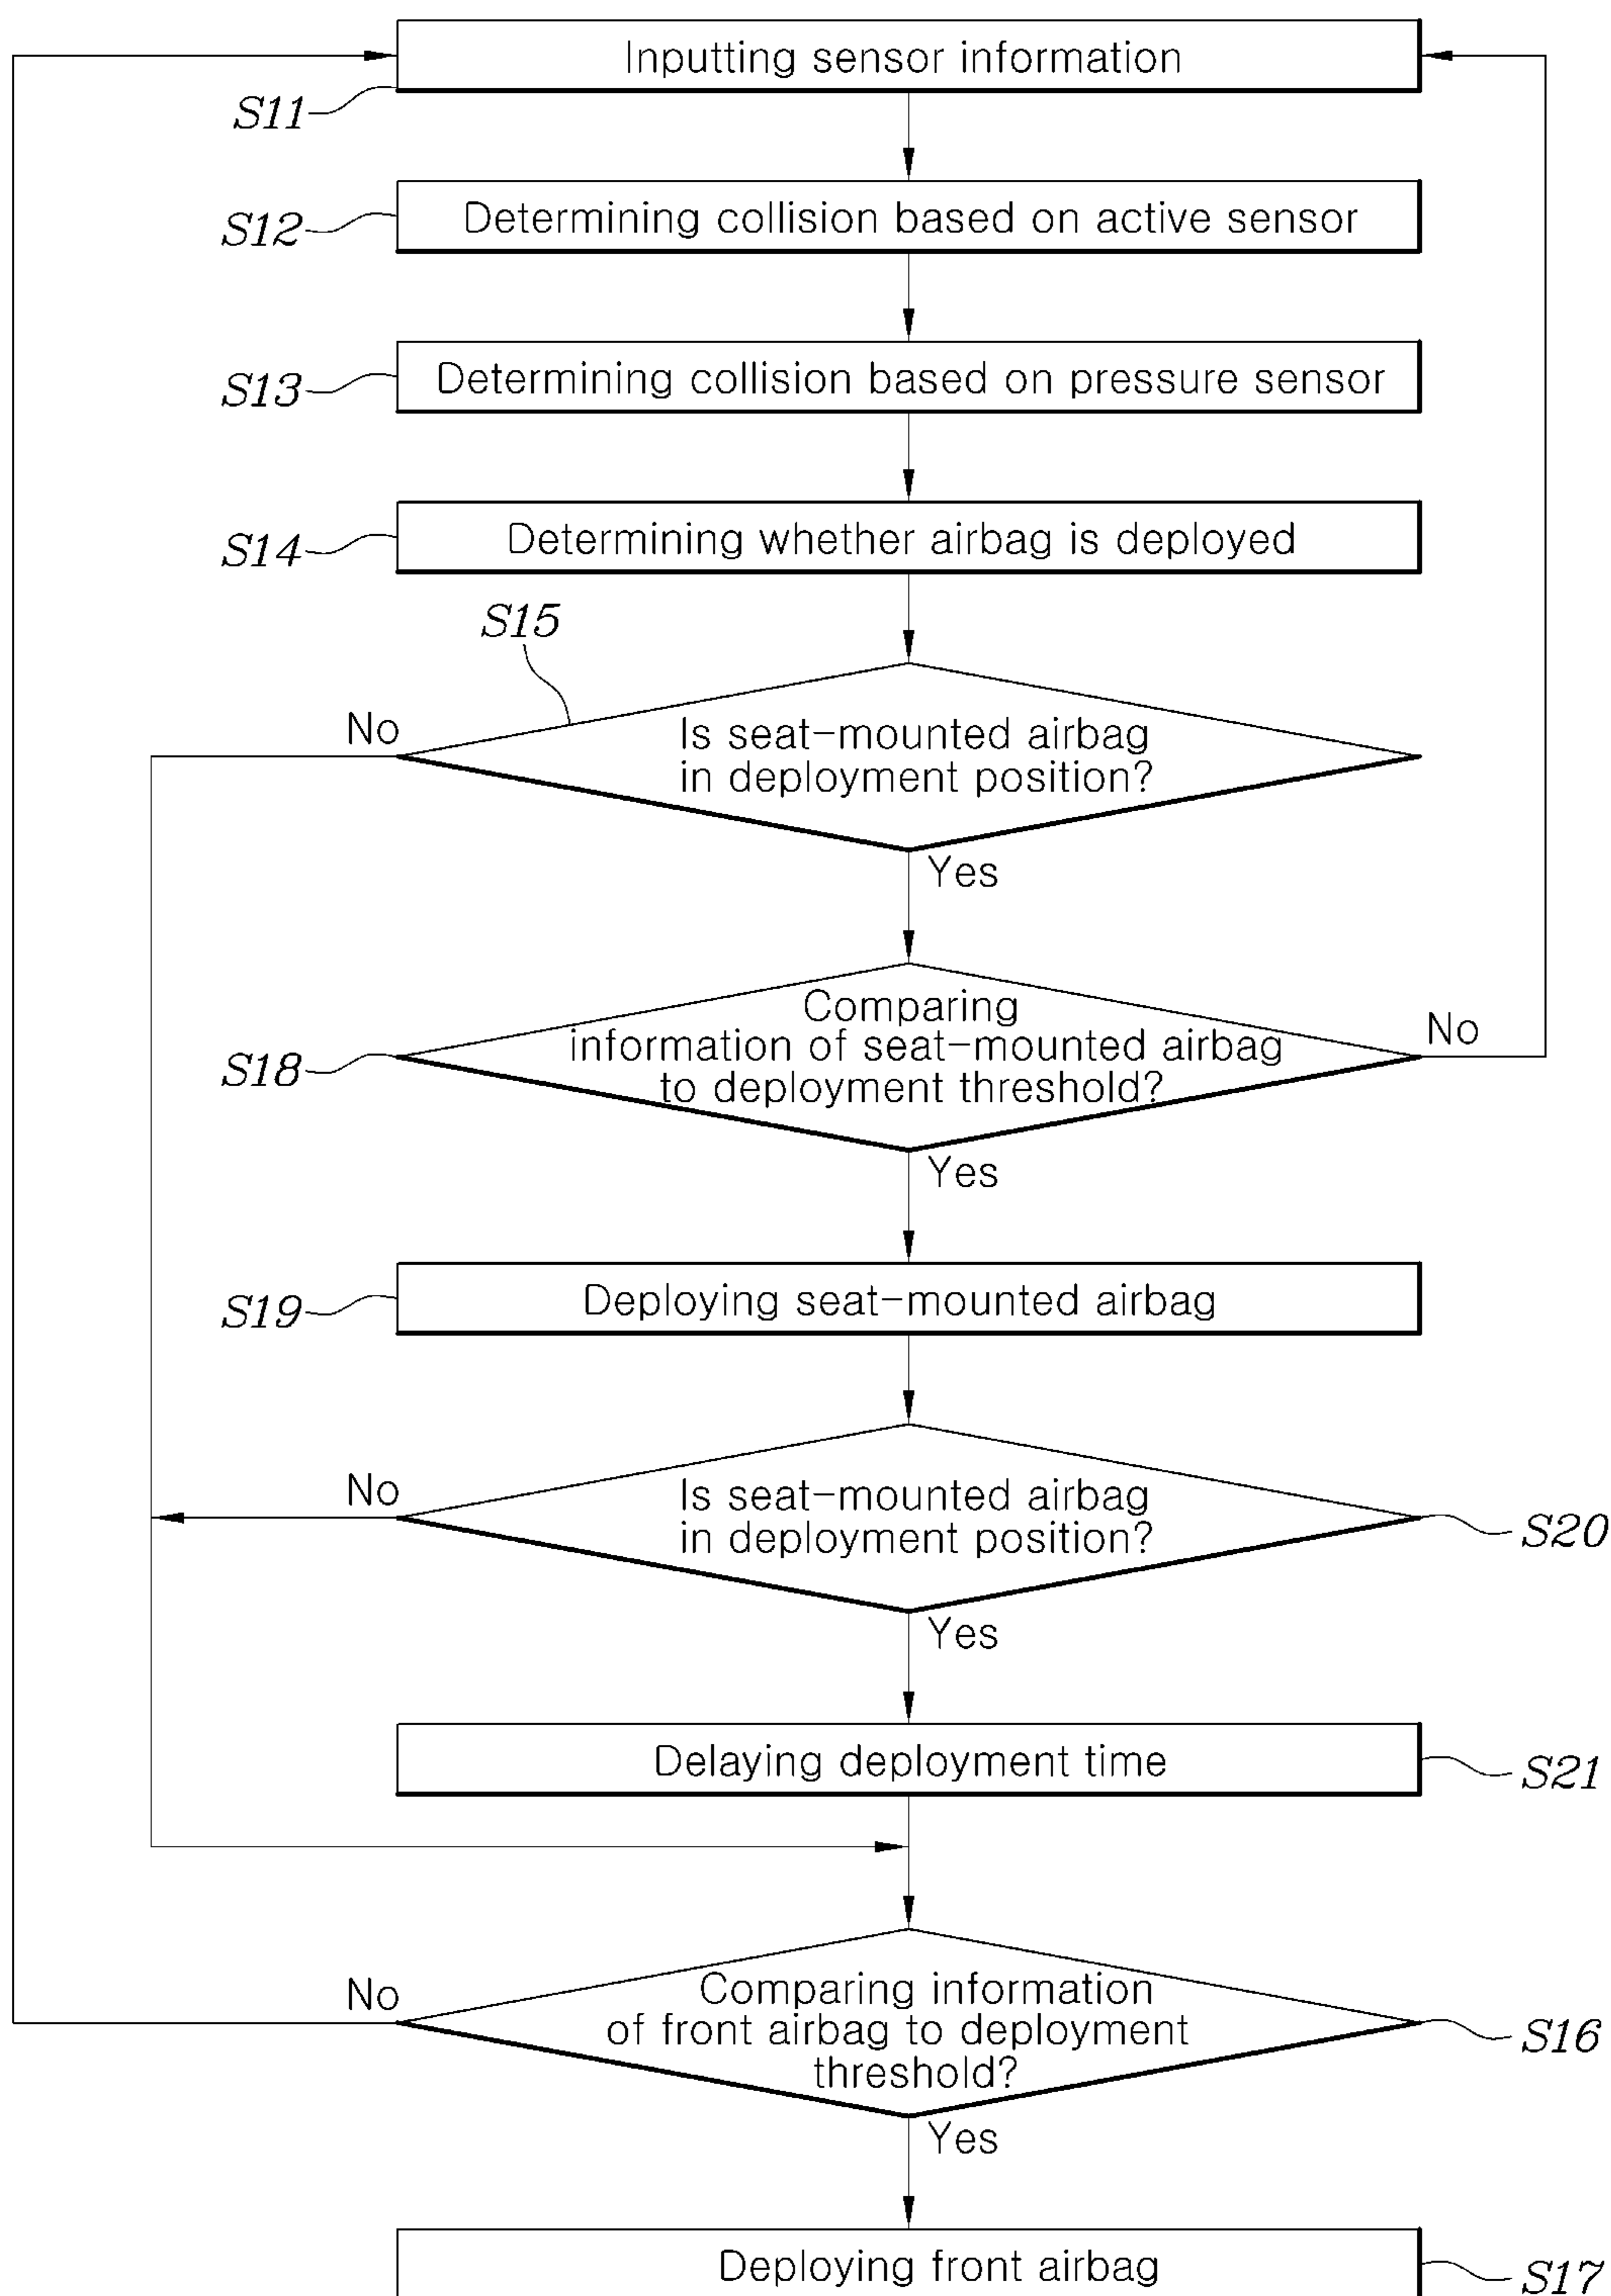 Inputting sensor information
S11
Determining collision based on active sensor
S12
Determining collision based on pressure sensor
S13
Determining whether airbag is deployed
S14
S15
No
Is seat-mounted airbag
in deployment position?
Yes
Comparing
information of seat-mounted airbag
to deployment threshold?
No
S18
Yes
Deploying seat-mounted airbag
S19
No
Is seat-mounted airbag
in deployment position?
S20
Yes
Delaying deployment time
S21
No
Comparing information
of front airbag to deployment
threshold?
S16
Yes
Deploying front airbag
S17